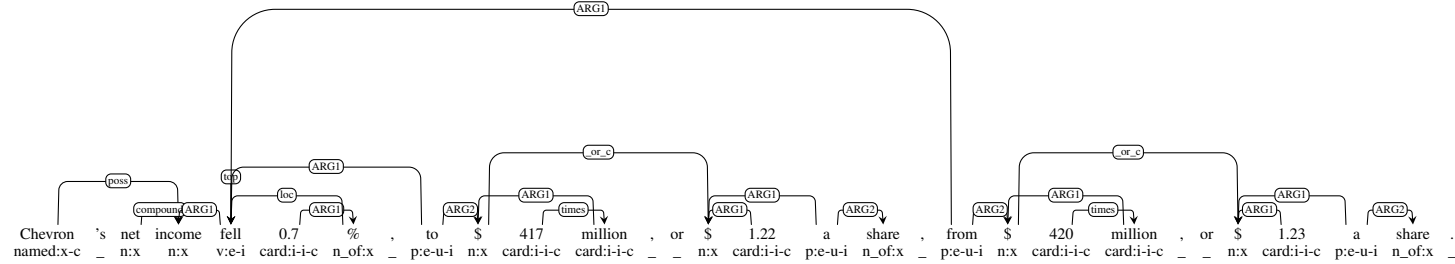 ARG1
_or_c _or_c
top ARG1
poss loc ARG1 ARG1 ARG1 ARG1
compound ARG1 ARG1 ARG2 times ARG1 ARG2 ARG2 times ARG1 ARG2
Chevron 's net income fell 0.7 % , to $ 417 million , or $ 1.22 a share , from $ 420 million , or $ 1.23 a share .
named:x-c _ n:x n:x v:e-i card:i-i-c n_of:x _ p:e-u-i n:x card:i-i-c card:i-i-c _ _ n:x card:i-i-c p:e-u-i n_of:x _ p:e-u-i n:x card:i-i-c card:i-i-c _ _ n:x card:i-i-c p:e-u-i n_of:x _